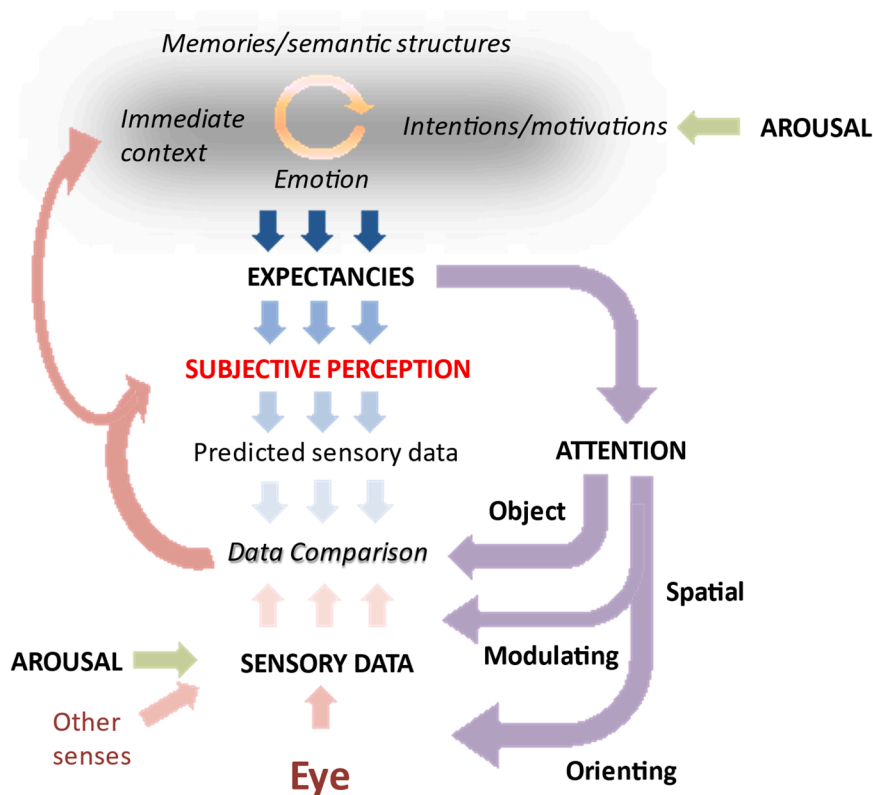 Memories/semantic structures
Immediate
context
Intentions/motivations
AROUSAL
Emotion
EXPECTANCIES
SUBJECTIVE PERCEPTION
Predicted sensory data
ATTENTION
Object
Data Comparison
Spatial
Modulating
AROUSAL
SENSORY DATA
Other
senses
Eye
Orienting